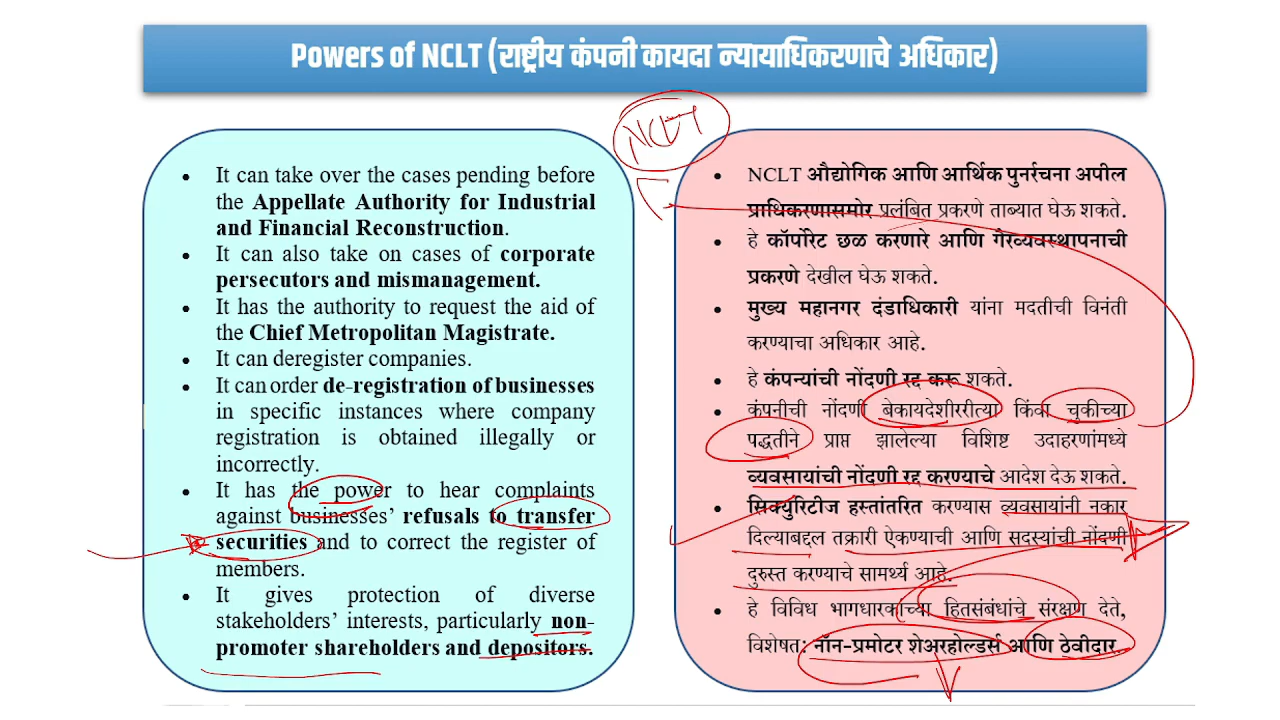 Powers of NCLT (राष्ट्रीय कंपनी कायदा न्यायाधिकरणाचे अधिकार)
NCLT
• It can take over the cases pending before
the Appellate Authority for Industrial
and Financial Reconstruction.
• It can also take on cases of corporate
persecutors and mismanagement.
• It has the authority to request the aid of
the Chief Metropolitan Magistrate.
• It can deregister companies.
• It can order de-registration of businesses
in specific instances where company
registration is obtained illegally or
incorrectly.
• It has the power to hear complaints
against businesses’ refusals to transfer
securities and to correct the register of
members.
• It gives protection of diverse
stakeholders’ interests, particularly non-
promoter shareholders and depositors.
• NCLT औद्योगिक आणि आर्थिक पुनर्रचना अपील
प्राधिकरणासमोर प्रलंबित प्रकरणे ताब्यात घेऊ शकते.
• हे कॉर्पोरेट छळ करणारे आणि गैरव्यवस्थापनाची
प्रकरणे देखील घेऊ शकते.
• मुख्य महानगर दंडाधिकारी यांना मदतीची विनंती
करण्याचा अधिकार आहे.
• हे कंपन्यांची नोंदणी रद्द करू शकते.
• कंपनीची नोंदणी बेकायदेशीररीत्या किंवा चुकीच्या
पद्धतीने प्राप्त झालेल्या विशिष्ट उदाहरणांमध्ये
व्यवसायांची नोंदणी रद्द करण्याचे आदेश देऊ शकते.
• सिक्युरिटीज हस्तांतरित करण्यास व्यवसायांनी नकार
दिल्याबद्दल तक्रारी ऐकण्याची आणि सदस्यांची नोंदणी
दुरुस्त करण्याचे सामर्थ्य आहे.
• हे विविध भागधारकांच्या हितसंबंधांचे संरक्षण देते,
विशेषत: नॉन-प्रमोटर शेअरहोल्डर्स आणि ठेवीदार.